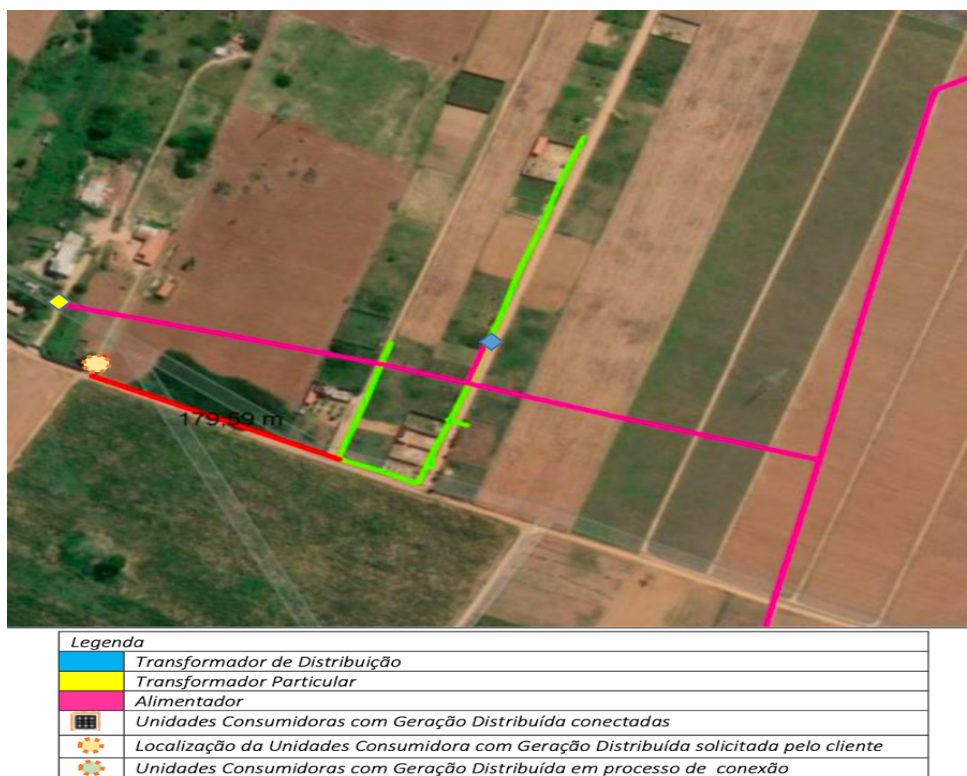 179,59 m
Legenda
Transformador de Distribuição
Transformador Particular
Alimentador
Unidades Consumidoras com Geração Distribuída conectadas
Localização da Unidades Consumidora com Geração Distribuída solicitada pelo cliente
Unidades Consumidoras com Geração Distribuída em processo de conexão